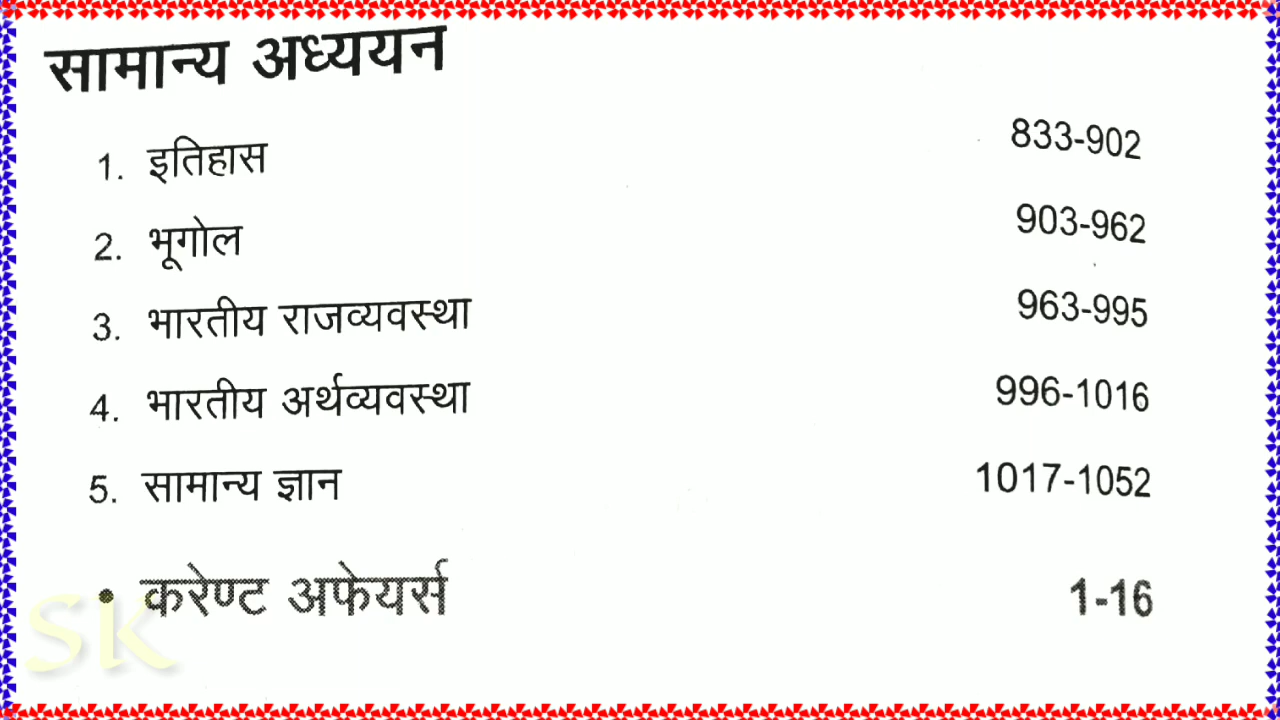 सामान्य अध्ययन
1. इतिहास 833-902
2. भूगोल 903-962
3. भारतीय राजव्यवस्था 963-995
4. भारतीय अर्थव्यवस्था 996-1016
5. सामान्य ज्ञान 1017-1052
• करेण्ट अफेयर्स 1-16
SK